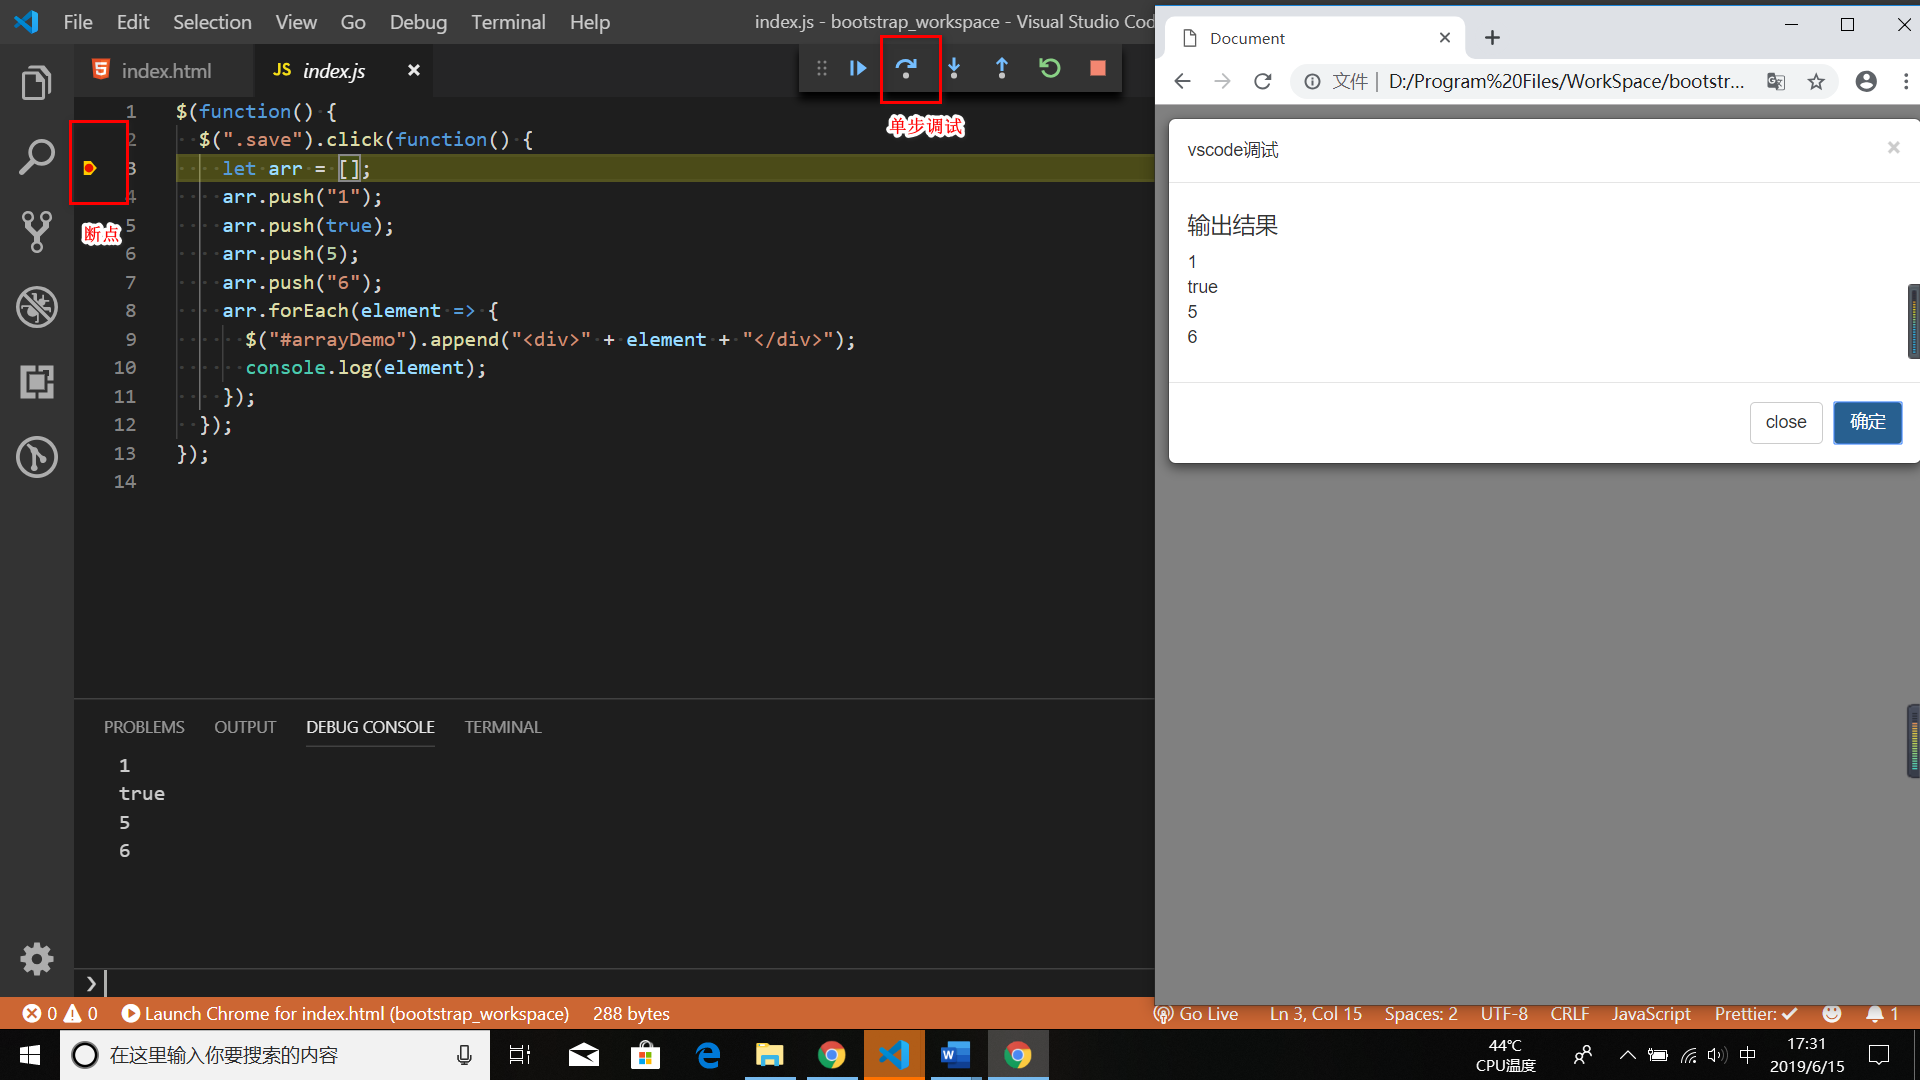 File Edit Selection View Go Debug Terminal Help
index.js - bootstrap_workspace - Visual Studio Cod
index.html
JS index.js
单步调试
断点
1 $(function() {
2 $(".save").click(function() {
3 let arr = [];
4 arr.push("1");
5 arr.push(true);
6 arr.push(5);
7 arr.push("6");
8 arr.forEach(element => {
9 $("#arrayDemo").append("<div>" + element + "</div>");
10 console.log(element);
11 });
12 });
13 });
14
PROBLEMS OUTPUT DEBUG CONSOLE TERMINAL
1
true
5
6
Document
文件 | D:/Program%20Files/WorkSpace/bootstr...
vscode调试
输出结果
1
true
5
6
close 确定
0 0 Launch Chrome for index.html (bootstrap_workspace) 288 bytes Go Live Ln 3, Col 15 Spaces: 2 UTF-8 CRLF JavaScript Prettier: 1
在这里输入你要搜索的内容
44℃
CPU温度
中
17:31
2019/6/15